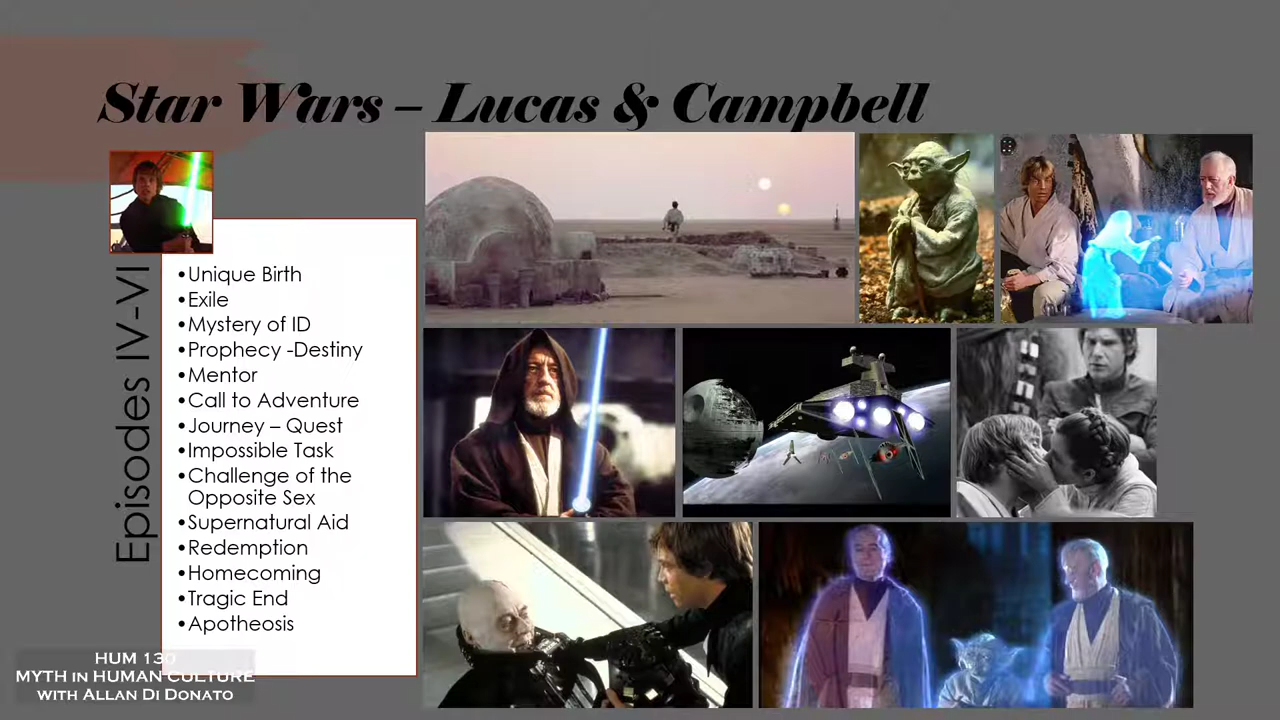 Star Wars – Lucas & Campbell
Episodes IV-VI
•Unique Birth
•Exile
•Mystery of ID
•Prophecy -Destiny
•Mentor
•Call to Adventure
•Journey – Quest
•Impossible Task
•Challenge of the
Opposite Sex
•Supernatural Aid
•Redemption
•Homecoming
•Tragic End
•Apotheosis
HUM 130
MYTH IN HUMAN CULTURE
WITH ALLAN DI DONATO